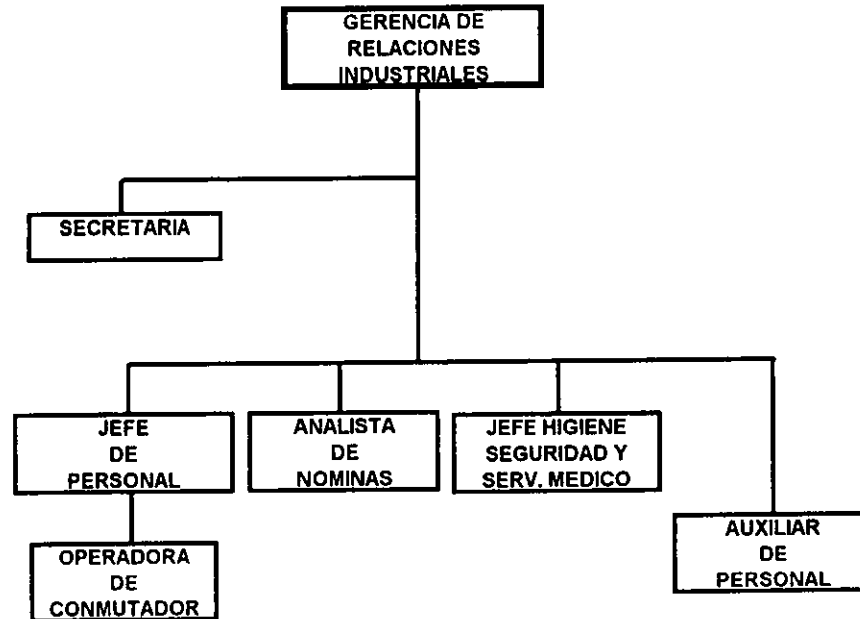 GERENCIA DE
RELACIONES
INDUSTRIALES
SECRETARIA
JEFE
DE
PERSONAL
ANALISTA
DE
NOMINAS
JEFE HIGIENE
SEGURIDAD Y
SERV. MEDICO
AUXILIAR
DE
PERSONAL
OPERADORA
DE
CONMUTADOR